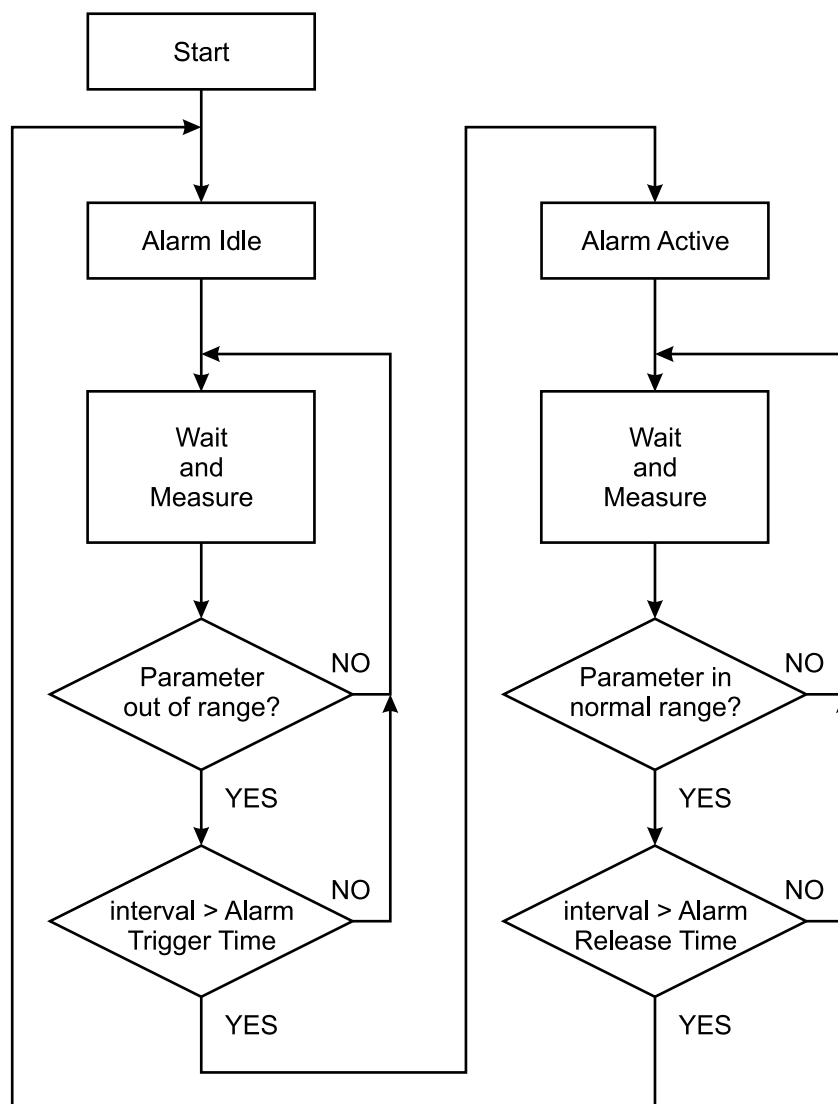 Start
Alarm Idle
Wait
and
Measure
Parameter
out of range?
NO
YES
interval > Alarm
Trigger Time
NO
YES
Alarm Active
Wait
and
Measure
Parameter in
normal range?
NO
YES
interval > Alarm
Release Time
NO
YES